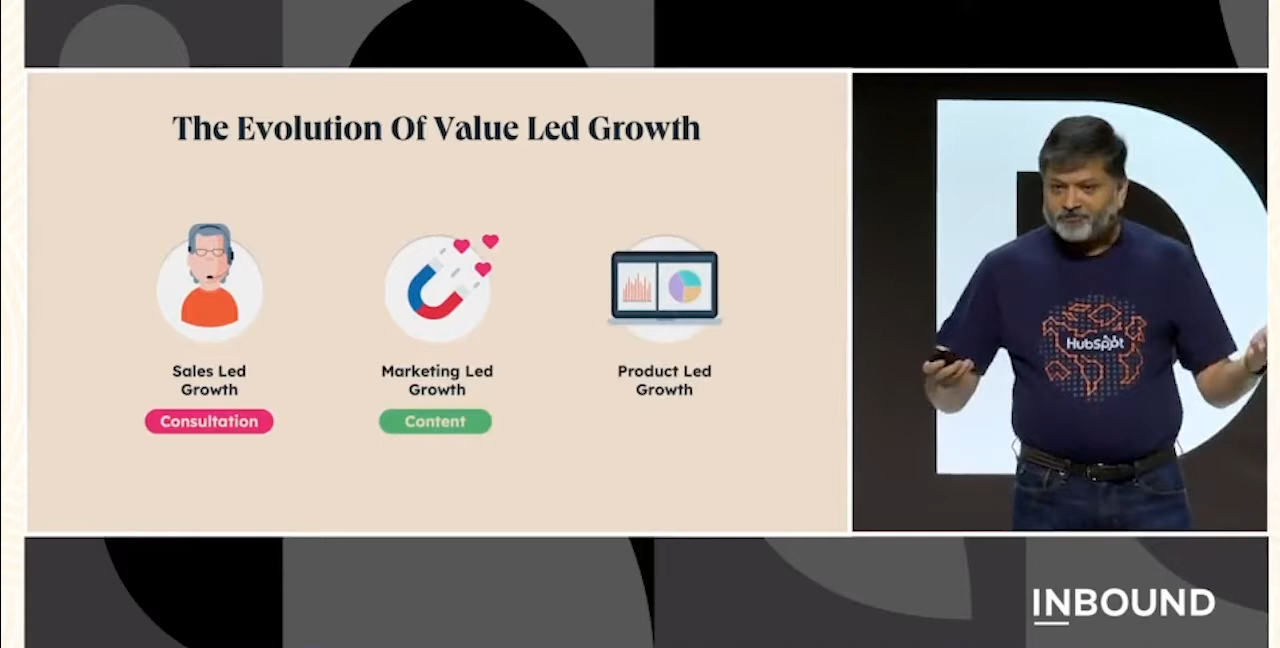 The Evolution Of Value Led Growth
Sales Led
Growth
Consultation
Marketing Led
Growth
Content
Product Led
Growth
HubSpot
INBOUND